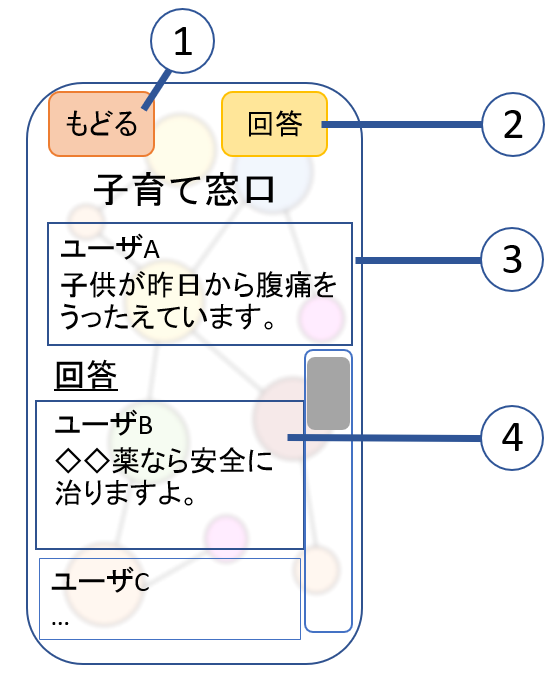 1
もどる
回答
2
子育て窓口
ユーザA
子供が昨日から腹痛を
うったえています。
3
回答
ユーザB
◇◇薬なら安全に
治りますよ。
4
ユーザC
...